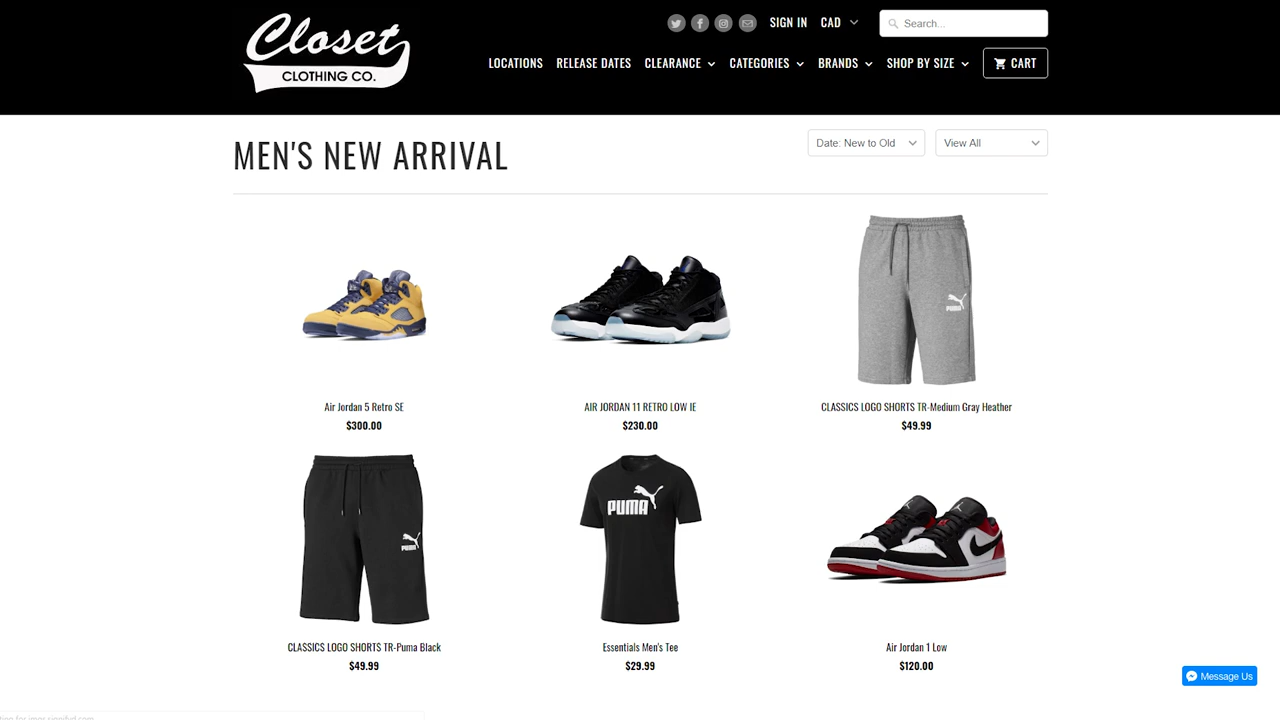 Closet
CLOTHING CO.
SIGN IN
CAD
Search...
LOCATIONS
RELEASE DATES
CLEARANCE
CATEGORIES
BRANDS
SHOP BY SIZE
CART
MEN'S NEW ARRIVAL
Date: New to Old
View All
PUMA
Air Jordan 5 Retro SE
$300.00
AIR JORDAN 11 RETRO LOW IE
$230.00
CLASSICS LOGO SHORTS TR-Medium Gray Heather
$49.99
PUMA
PUMA
CLASSICS LOGO SHORTS TR-Puma Black
$49.99
Essentials Men's Tee
$29.99
Air Jordan 1 Low
$120.00
Message Us